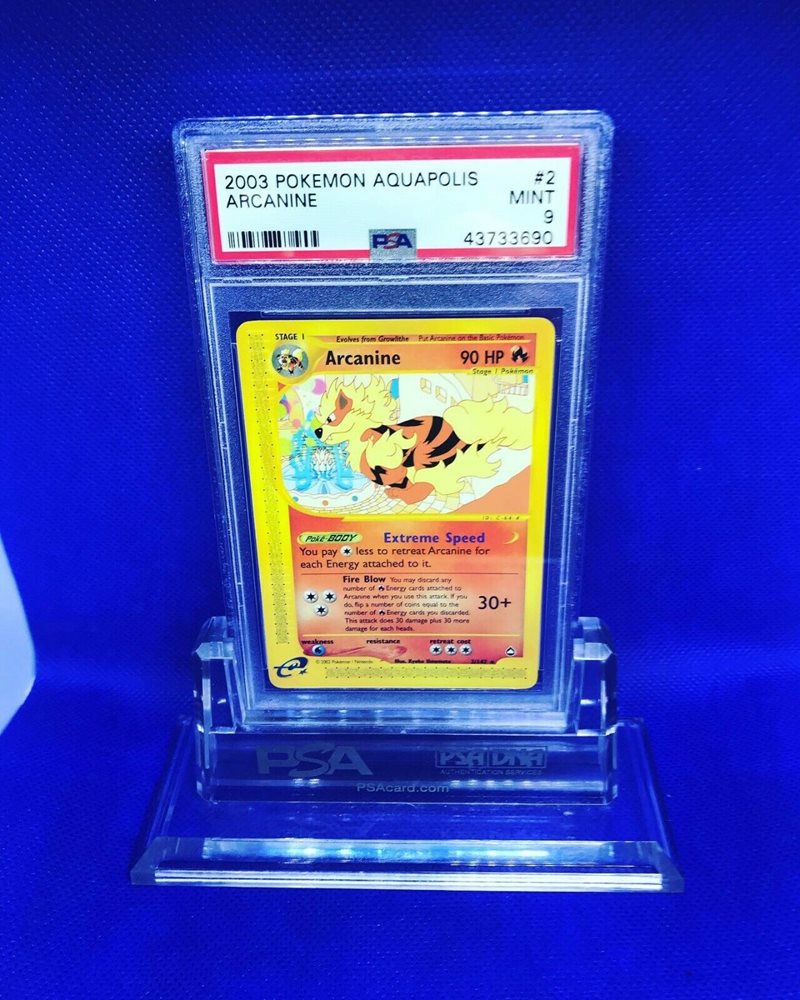 2003 POKEMON AQUAPOLIS #2
ARCANINE MINT
9
PSA 43733690
STAGE 1 Evolves from Growlithe Put Arcanine on the Basic Pokémon
Arcanine 90 HP
Stage 1 Pokémon
Poké-BODY Extreme Speed
You pay less to retreat Arcanine for
each Energy attached to it.
Fire Blow You may discard any
number of Energy cards attached to
Arcanine when you use this attack. If you
do, flip a number of coins equal to the
number of Energy cards you discarded.
This attack does 30 damage plus 30 more
damage for each heads.
30+
weakness resistance retreat cost
Illus. Kyoko Umemoto 2/147
PSA PSA DNA
AUTHENTICATION SERVICES
PSAcard.com